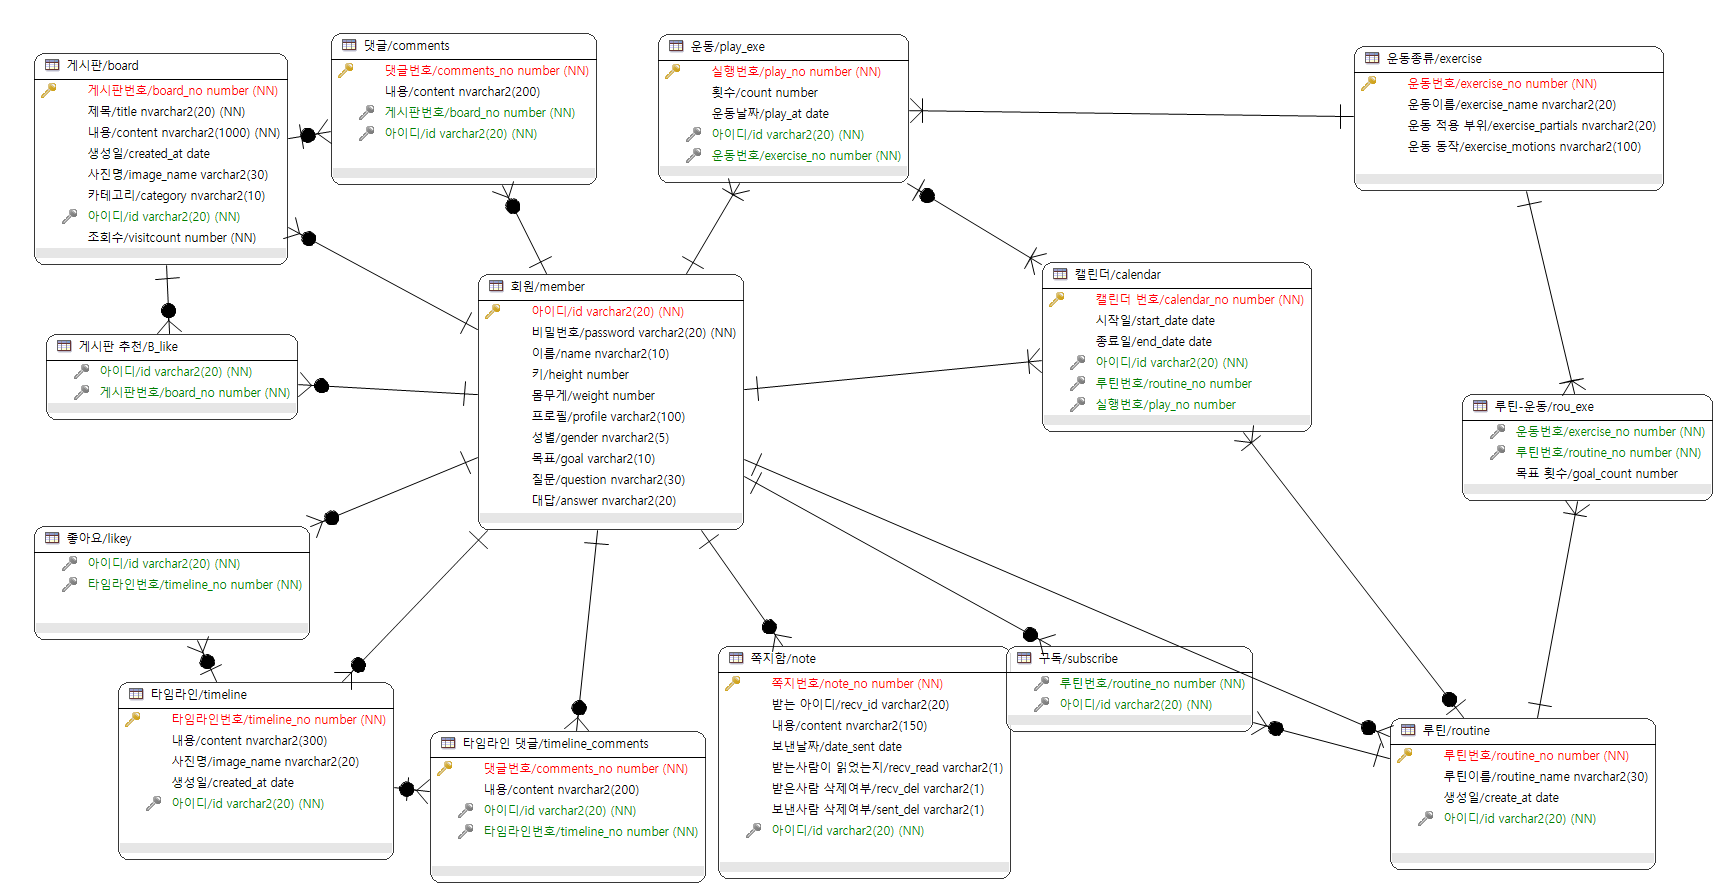 게시판/board
게시판번호/board_no number (NN)
제목/title nvarchar2(20) (NN)
내용/content nvarchar2(1000) (NN)
생성일/created_at date
사진명/image_name varchar2(30)
카테고리/category nvarchar2(10)
아이디/id varchar2(20) (NN)
조회수/visitcount number (NN)
댓글/comments
댓글번호/comments_no number (NN)
내용/content nvarchar2(200)
게시판번호/board_no number (NN)
아이디/id varchar2(20) (NN)
운동/play_exe
실행번호/play_no number (NN)
횟수/count number
운동날짜/play_at date
아이디/id varchar2(20) (NN)
운동번호/exercise_no number (NN)
운동종류/exercise
운동번호/exercise_no number (NN)
운동이름/exercise_name nvarchar2(20)
운동 적용 부위/exercise_partials nvarchar2(20)
운동 동작/exercise_motions nvarchar2(100)
회원/member
아이디/id varchar2(20) (NN)
비밀번호/password varchar2(20) (NN)
이름/name nvarchar2(10)
키/height number
몸무게/weight number
프로필/profile varchar2(100)
성별/gender nvarchar2(5)
목표/goal varchar2(10)
질문/question nvarchar2(30)
대답/answer nvarchar2(20)
캘린더/calendar
캘린더 번호/calendar_no number (NN)
시작일/start_date date
종료일/end_date date
아이디/id varchar2(20) (NN)
루틴번호/routine_no number
실행번호/play_no number
게시판 추천/B_like
아이디/id varchar2(20) (NN)
게시판번호/board_no number (NN)
루틴-운동/rou_exe
운동번호/exercise_no number (NN)
루틴번호/routine_no number (NN)
목표 횟수/goal_count number
좋아요/likey
아이디/id varchar2(20) (NN)
타임라인번호/timeline_no number (NN)
타임라인/timeline
타임라인번호/timeline_no number (NN)
내용/content nvarchar2(300)
사진명/image_name nvarchar2(20)
생성일/created_at date
아이디/id varchar2(20) (NN)
타임라인 댓글/timeline_comments
댓글번호/comments_no number (NN)
내용/content nvarchar2(200)
아이디/id varchar2(20) (NN)
타임라인번호/timeline_no number (NN)
쪽지함/note
쪽지번호/note_no number (NN)
받는 아이디/recv_id varchar2(20)
내용/content nvarchar2(150)
보낸날짜/date_sent date
받는사람이 읽었는지/recv_read varchar2(1)
받은사람 삭제여부/recv_del varchar2(1)
보낸사람 삭제여부/sent_del varchar2(1)
아이디/id varchar2(20) (NN)
구독/subscribe
루틴번호/routine_no number (NN)
아이디/id varchar2(20) (NN)
루틴/routine
루틴번호/routine_no number (NN)
루틴이름/routine_name nvarchar2(30)
생성일/create_at date
아이디/id varchar2(20) (NN)